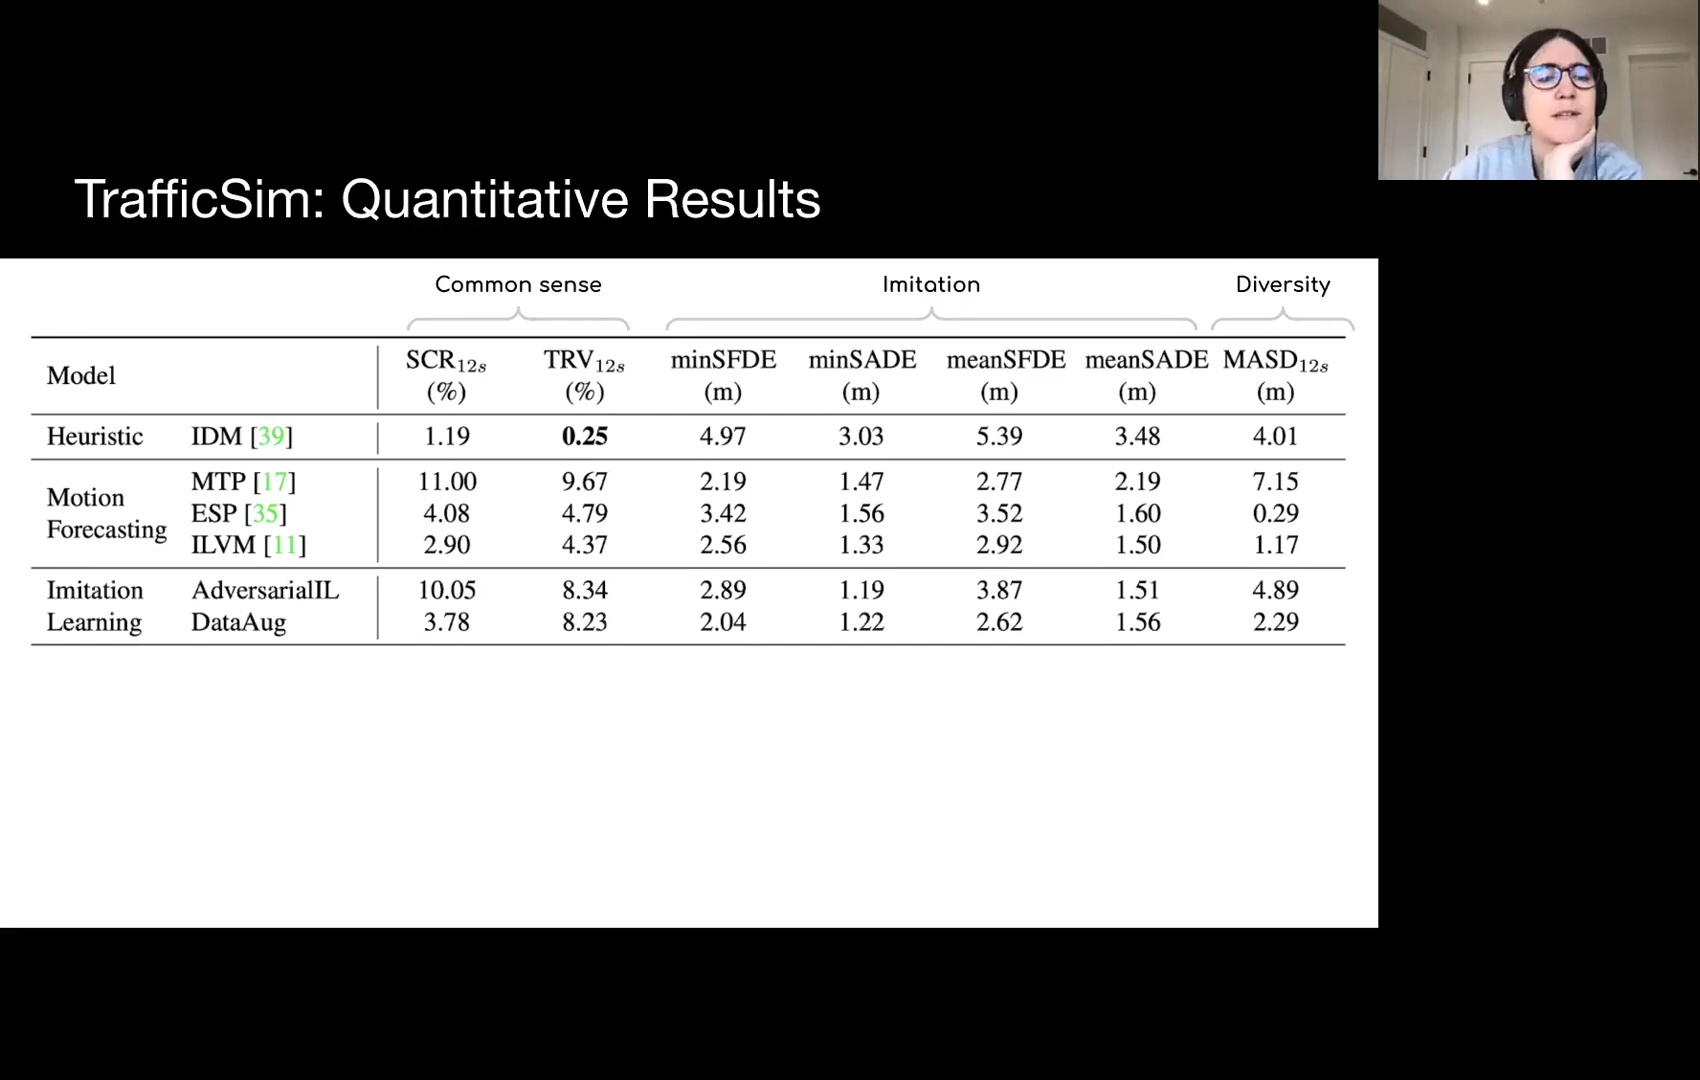 TrafficSim: Quantitative Results
Common sense Imitation Diversity
Model SCR12s TRV12s minSFDE minSADE meanSFDE meanSADE MASD12s
(%) (%) (m) (m) (m) (m) (m)
Heuristic IDM [39] 1.19 0.25 4.97 3.03 5.39 3.48 4.01
Motion Forecasting MTP [17] 11.00 9.67 2.19 1.47 2.77 2.19 7.15
ESP [35] 4.08 4.79 3.42 1.56 3.52 1.60 0.29
ILVM [11] 2.90 4.37 2.56 1.33 2.92 1.50 1.17
Imitation AdversarialIL 10.05 8.34 2.89 1.19 3.87 1.51 4.89
Learning DataAug 3.78 8.23 2.04 1.22 2.62 1.56 2.29